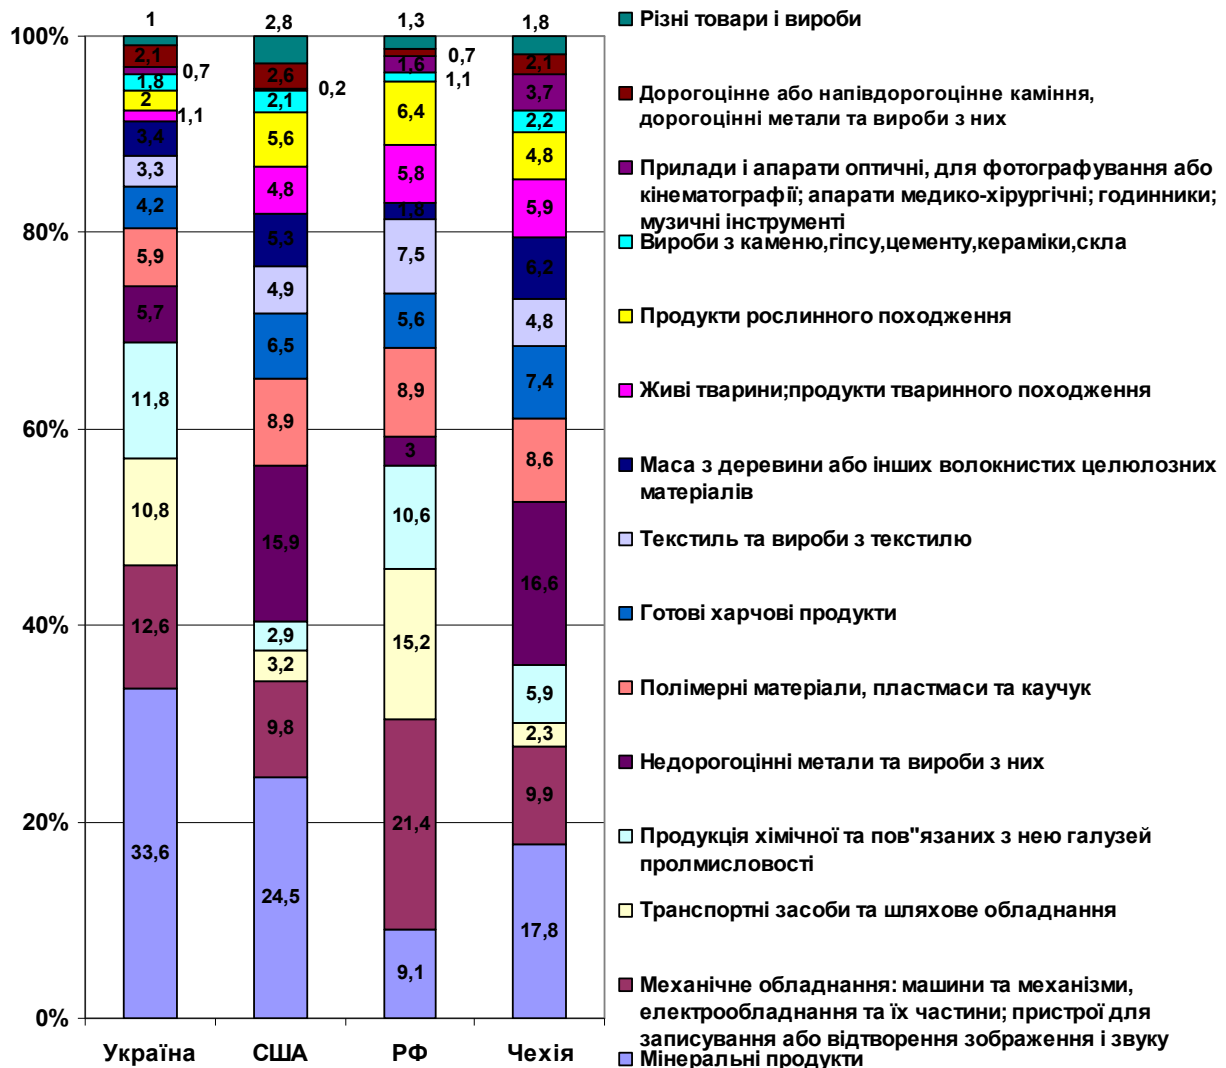 1
2,8
1,3
1,8
100%
80%
60%
40%
20%
0%
2,1
0,7
1,8
2
1,1
3,4
3,3
4,2
5,9
5,7
11,8
10,8
12,6
33,6
2,6
0,2
2,1
5,6
4,8
5,3
4,9
6,5
8,9
15,9
2,9
3,2
9,8
24,5
0,7
1,6
1,1
6,4
5,8
1,8
7,5
5,6
8,9
3
10,6
15,2
21,4
9,1
2,1
3,7
2,2
4,8
5,9
6,2
4,8
7,4
8,6
16,6
5,9
2,3
9,9
17,8
Україна
США
РФ
Чехія
Різні товари і вироби
Дорогоцінне або напівдорогоцінне каміння,
дорогоцінні метали та вироби з них
Прилади і апарати оптичні, для фотографування або
кінематографії; апарати медико-хірургічні; годинники;
музичні інструменті
Вироби з каменю,гіпсу,цементу,кераміки,скла
Продукти рослинного походження
Живі тварини;продукти тваринного походження
Маса з деревини або інших волокнистих целюлозних
матеріалів
Текстиль та вироби з текстилю
Готові харчові продукти
Полімерні матеріали, пластмаси та каучук
Недорогоцінні метали та вироби з них
Продукція хімічної та пов"язаних з нею галузей
пролмисловості
Транспортні засоби та шляхове обладнання
Механічне обладнання: машини та механізми,
електрообладнання та їх частини; пристрої для
записування або відтворення зображення і звуку
Мінеральні продукти